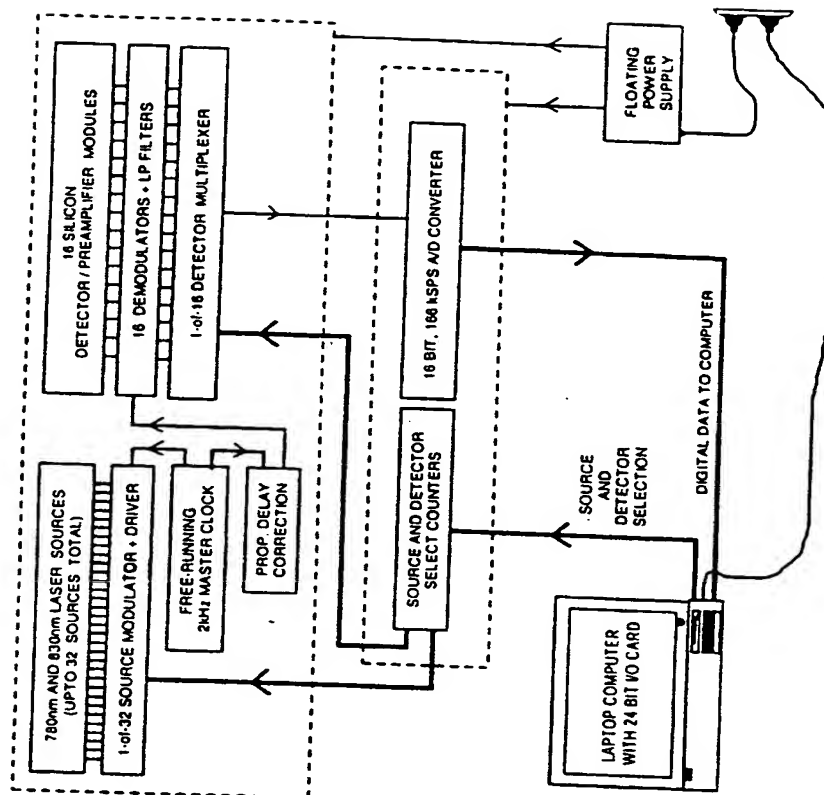 780nm AND 830nm LASER SOURCES
(UPTO 32 SOURCES TOTAL)
1-of-32 SOURCE MODULATOR + DRIVER
FREE-RUNNING
2kHz MASTER CLOCK
PROP. DELAY
CORRECTION
16 SILICON
DETECTOR / PREAMPLIFIER MODULES
16 DEMODULATORS + LP FILTERS
1-of-16 DETECTOR MULTIPLEXER
SOURCE AND DETECTOR
SELECT COUNTERS
16 BIT, 166 kSPS A/D CONVERTER
SOURCE
AND
DETECTOR
SELECTION
DIGITAL DATA TO COMPUTER
FLOATING
POWER
SUPPLY
LAPTOP COMPUTER
WITH 24 BIT I/O CARD